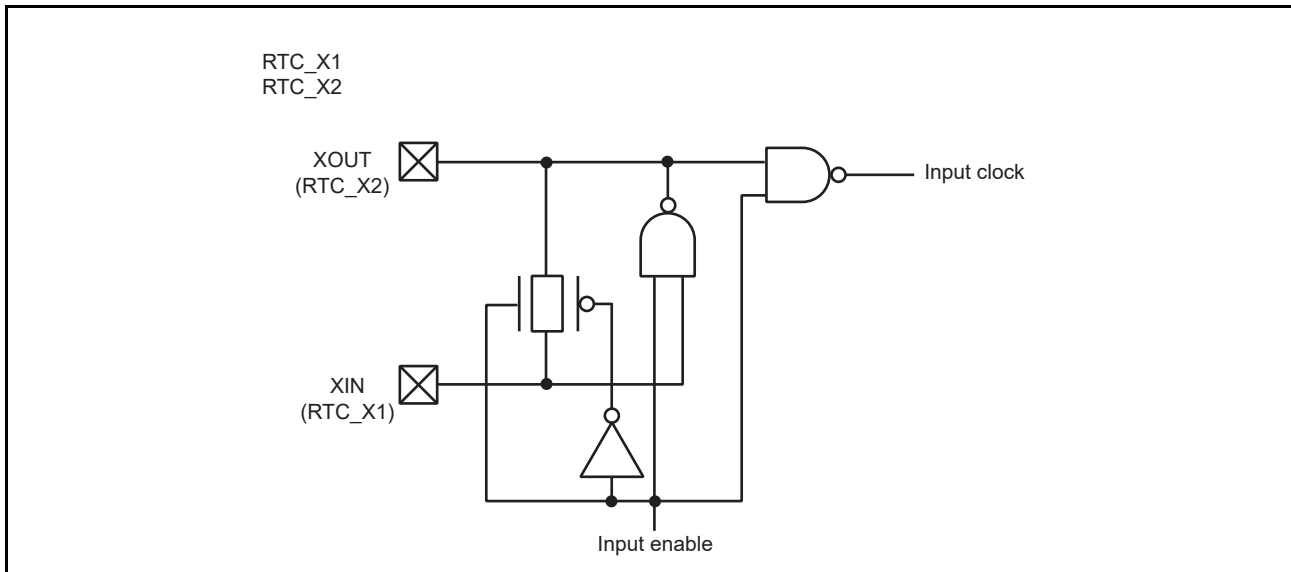 RTC_X1
RTC_X2
XOUT
(RTC_X2)
Input clock
XIN
(RTC_X1)
Input enable